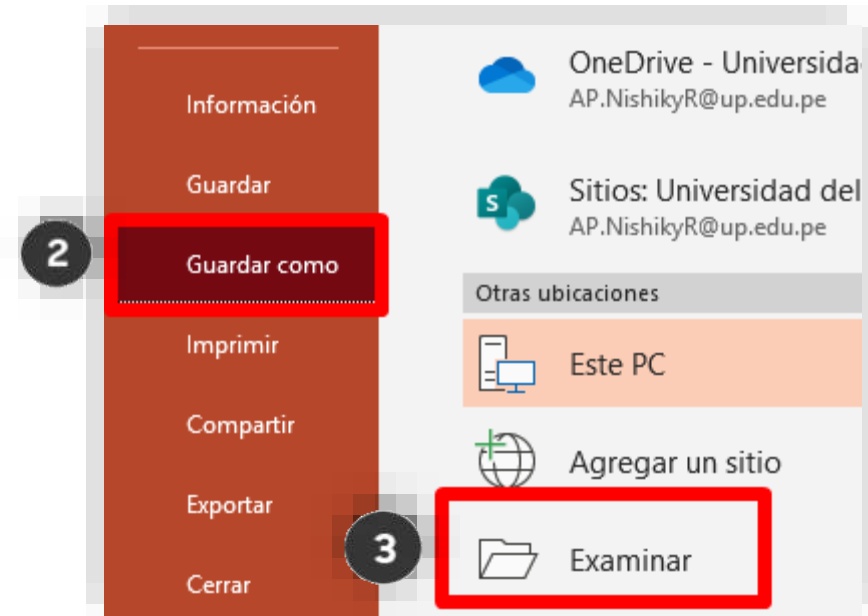 Información
Guardar
2
Guardar como
Imprimir
Compartir
Exportar
Cerrar
OneDrive - Universida
AP.NishikyR@up.edu.pe
S
Sitios: Universidad del
AP.NishikyR@up.edu.pe
Otras ubicaciones
Este PC
Agregar un sitio
3
Examinar